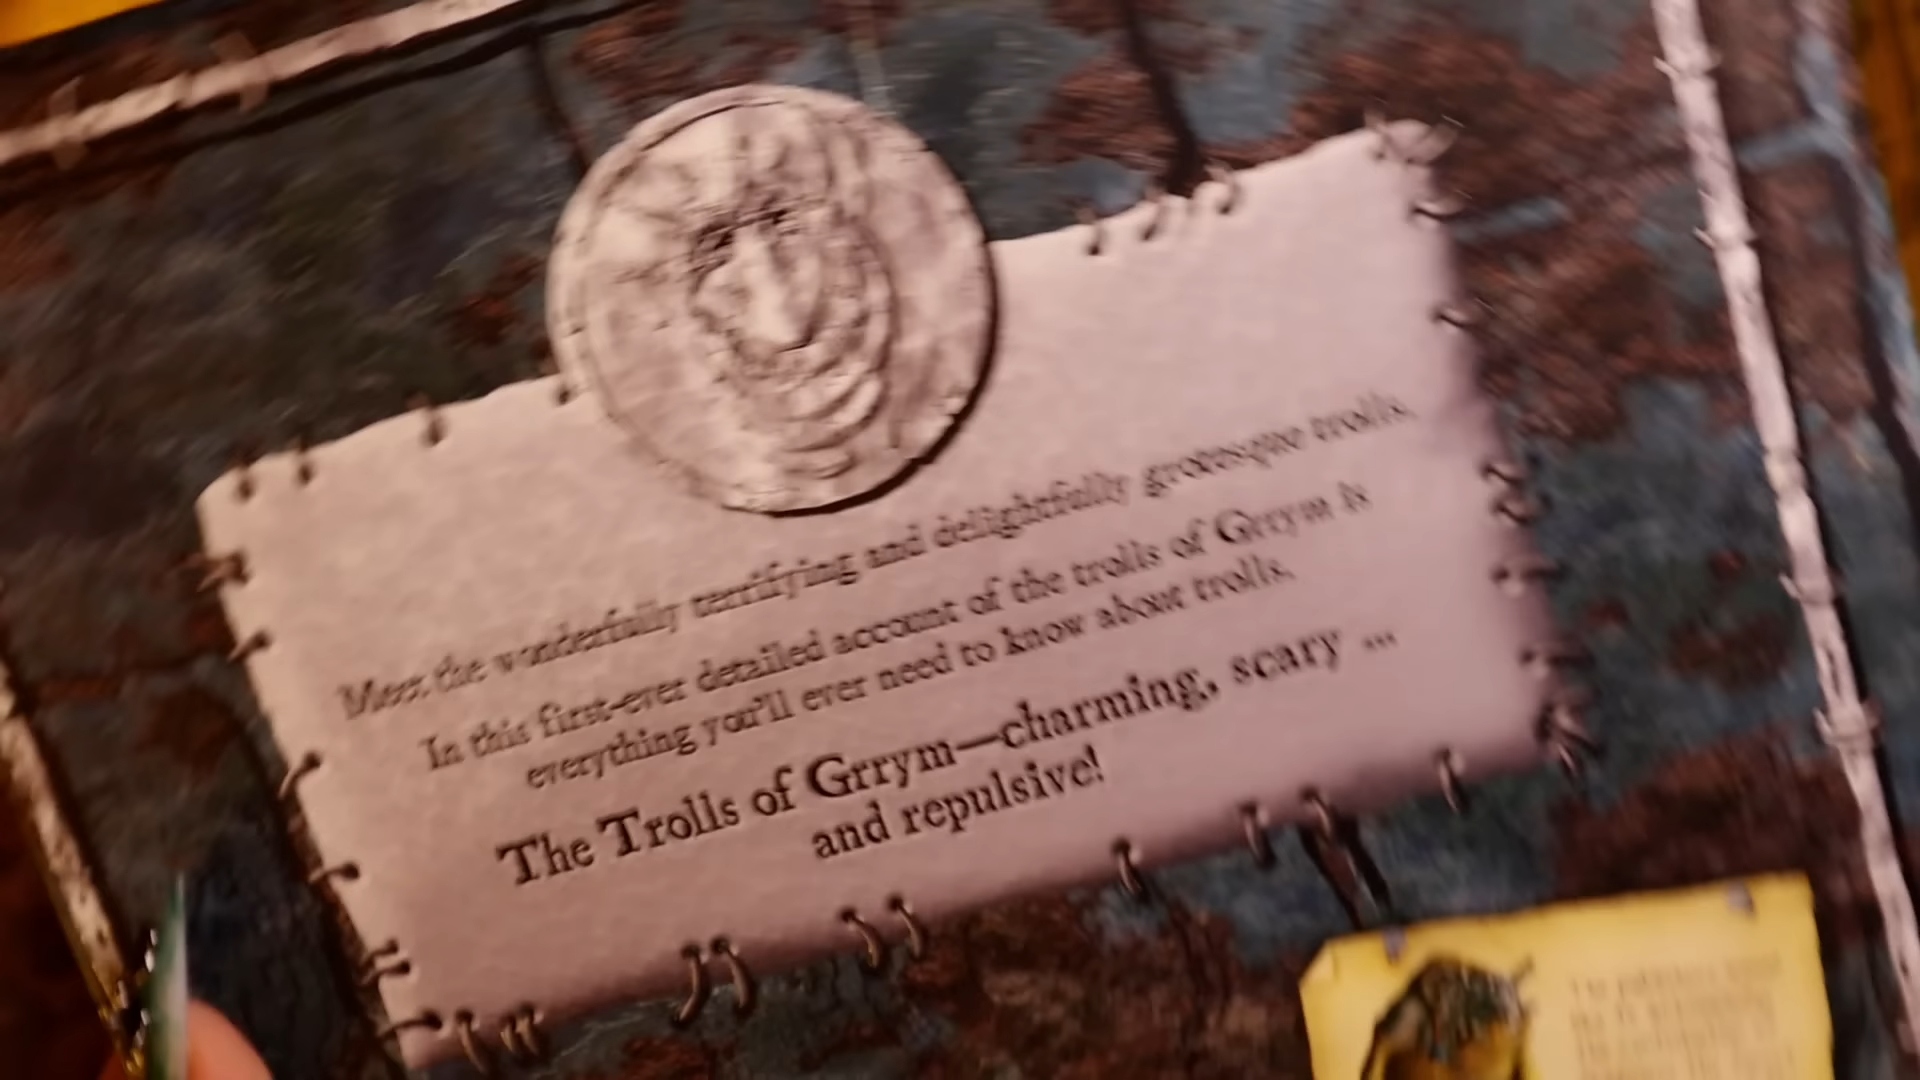 Meet the wonderfully terrifying and delightfully grotesque trolls.
In this first-ever detailed account of the trolls of Grrym is
everything you'll ever need to know about trolls.
The Trolls of Grrym—charming, scary ...
and repulsive!